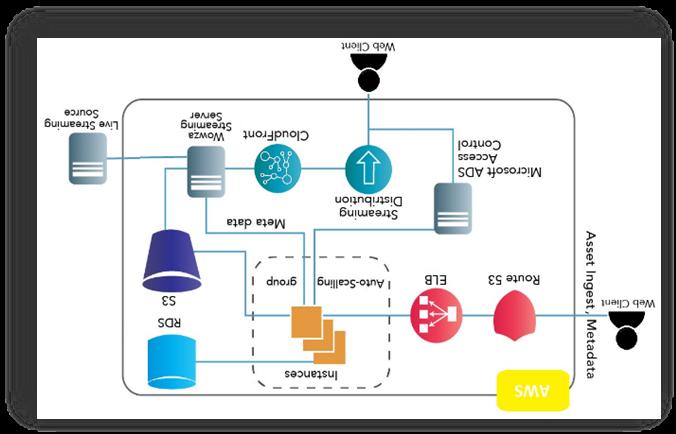 AWS
Instances
RDS
Web Client
Asset Ingest, Metadata
Route 53
ELB
Auto-Scalling group
S3
Meta data
Microsoft ADS
Access
Control
Streaming
Distribution
CloudFront
Wowza
Streaming
Server
Live Streaming
Source
Web Client